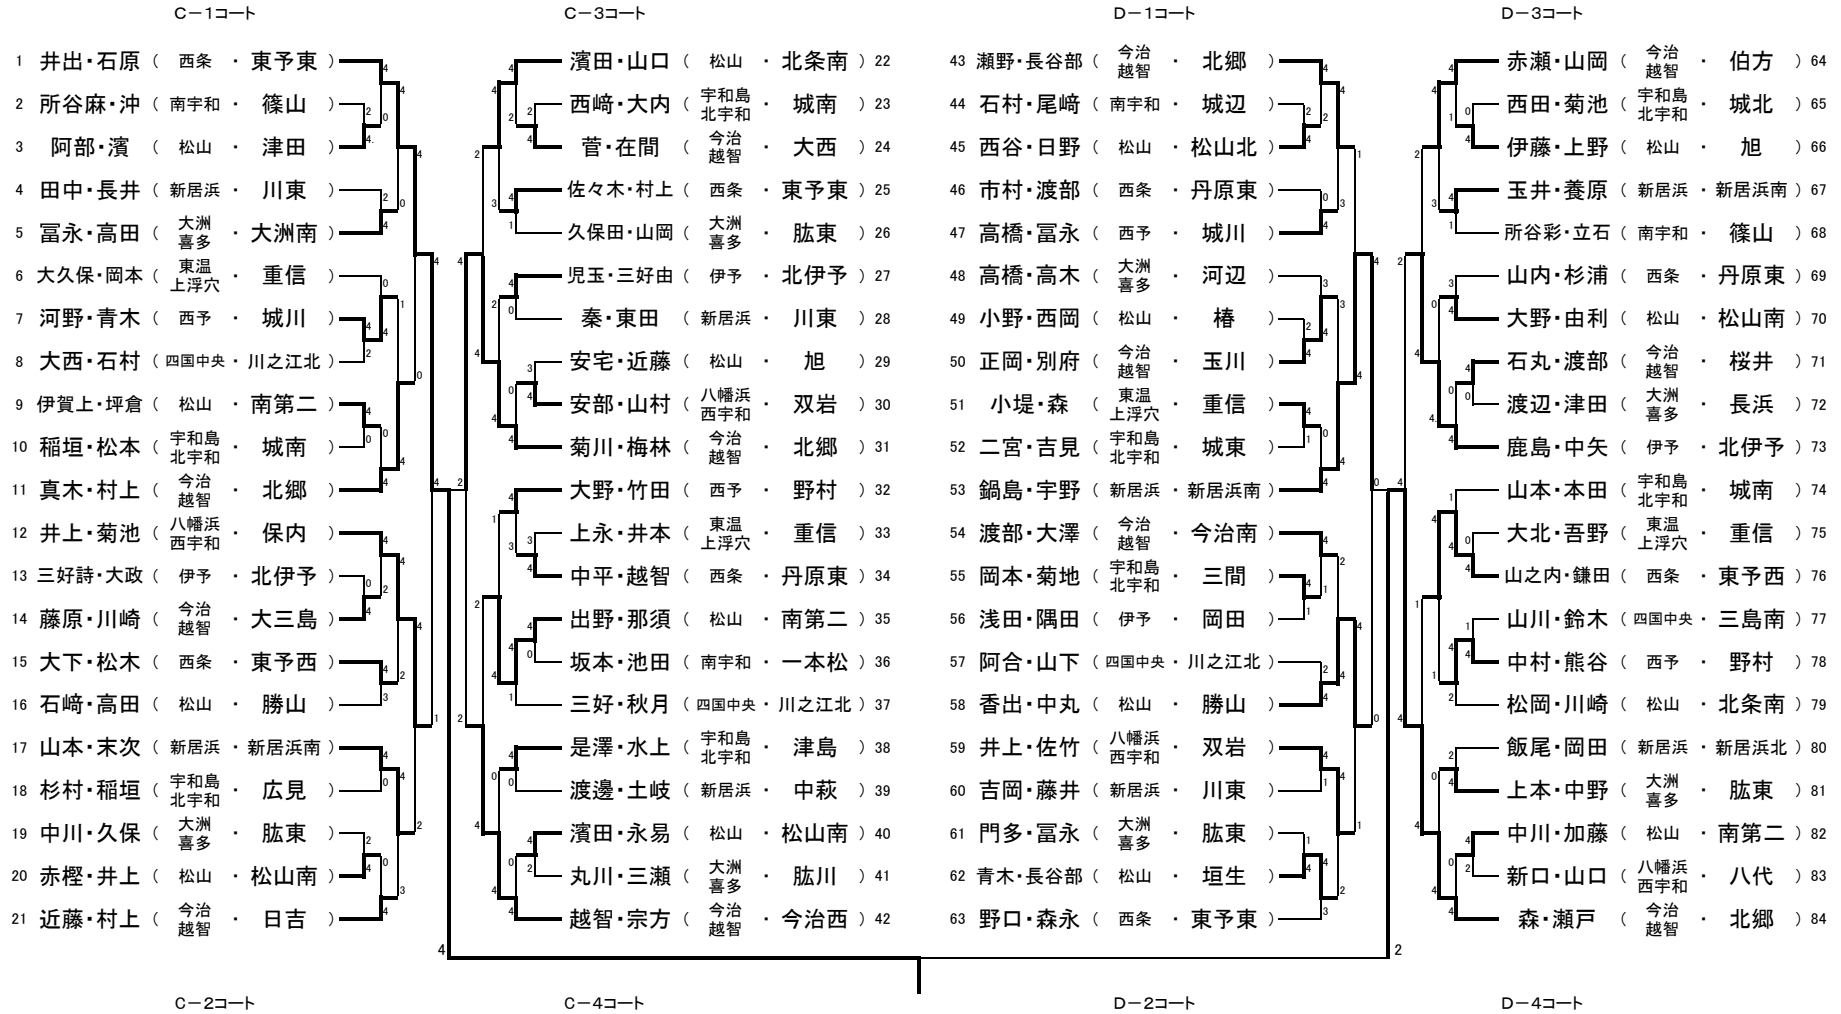 C－1コート
C－3コート
D－1コート
D－3コート
1 井出・石原 （ 西条 ・ 東予東 ）
2 所谷麻・沖 （ 南宇和 ・ 篠山 ）
3 阿部・濱 （ 松山 ・ 津田 ）
4 田中・長井 （ 新居浜 ・ 川東 ）
5 冨永・高田 （ 大洲 喜多 ・ 大洲南 ）
6 大久保・岡本 （ 東温 上浮穴 ・ 重信 ）
7 河野・青木 （ 西予 ・ 城川 ）
8 大西・石村 （ 四国中央 ・ 川之江北 ）
9 伊賀上・坪倉 （ 松山 ・ 南第二 ）
10 稲垣・松本 （ 宇和島 北宇和 ・ 城南 ）
11 真木・村上 （ 今治 越智 ・ 北郷 ）
12 井上・菊池 （ 八幡浜 西宇和 ・ 保内 ）
13 三好詩・大政 （ 伊予 ・ 北伊予 ）
14 藤原・川崎 （ 今治 越智 ・ 大三島 ）
15 大下・松木 （ 西条 ・ 東予西 ）
16 石﨑・高田 （ 松山 ・ 勝山 ）
17 山本・末次 （ 新居浜 ・ 新居浜南 ）
18 杉村・稲垣 （ 宇和島 北宇和 ・ 広見 ）
19 中川・久保 （ 大洲 喜多 ・ 肱東 ）
20 赤樫・井上 （ 松山 ・ 松山南 ）
21 近藤・村上 （ 今治 越智 ・ 日吉 ）
濱田・山口 （ 松山 ・ 北条南 ） 22
西﨑・大内 （ 宇和島 北宇和 ・ 城南 ） 23
菅・在間 （ 今治 越智 ・ 大西 ） 24
佐々木・村上 （ 西条 ・ 東予東 ） 25
久保田・山岡 （ 大洲 喜多 ・ 肱東 ） 26
児玉・三好由 （ 伊予 ・ 北伊予 ） 27
秦・東田 （ 新居浜 ・ 川東 ） 28
安宅・近藤 （ 松山 ・ 旭 ） 29
安部・山村 （ 八幡浜 西宇和 ・ 双岩 ） 30
菊川・梅林 （ 今治 越智 ・ 北郷 ） 31
大野・竹田 （ 西予 ・ 野村 ） 32
上永・井本 （ 東温 上浮穴 ・ 重信 ） 33
中平・越智 （ 西条 ・ 丹原東 ） 34
出野・那須 （ 松山 ・ 南第二 ） 35
坂本・池田 （ 南宇和 ・ 一本松 ） 36
三好・秋月 （ 四国中央 ・ 川之江北 ） 37
是澤・水上 （ 宇和島 北宇和 ・ 津島 ） 38
渡邊・土岐 （ 新居浜 ・ 中萩 ） 39
濱田・永易 （ 松山 ・ 松山南 ） 40
丸川・三瀬 （ 大洲 喜多 ・ 肱川 ） 41
越智・宗方 （ 今治 越智 ・ 今治西 ） 42
43 瀬野・長谷部 （ 今治 越智 ・ 北郷 ）
44 石村・尾﨑 （ 南宇和 ・ 城辺 ）
45 西谷・日野 （ 松山 ・ 松山北 ）
46 市村・渡部 （ 西条 ・ 丹原東 ）
47 高橋・冨永 （ 西予 ・ 城川 ）
48 高橋・高木 （ 大洲 喜多 ・ 河辺 ）
49 小野・西岡 （ 松山 ・ 椿 ）
50 正岡・別府 （ 今治 越智 ・ 玉川 ）
51 小堤・森 （ 東温 上浮穴 ・ 重信 ）
52 二宮・吉見 （ 宇和島 北宇和 ・ 城東 ）
53 鍋島・宇野 （ 新居浜 ・ 新居浜南 ）
54 渡部・大澤 （ 今治 越智 ・ 今治南 ）
55 岡本・菊地 （ 宇和島 北宇和 ・ 三間 ）
56 浅田・隅田 （ 伊予 ・ 岡田 ）
57 阿合・山下 （ 四国中央 ・ 川之江北 ）
58 香出・中丸 （ 松山 ・ 勝山 ）
59 井上・佐竹 （ 八幡浜 西宇和 ・ 双岩 ）
60 吉岡・藤井 （ 新居浜 ・ 川東 ）
61 門多・冨永 （ 大洲 喜多 ・ 肱東 ）
62 青木・長谷部 （ 松山 ・ 垣生 ）
63 野口・森永 （ 西条 ・ 東予東 ）
赤瀬・山岡 （ 今治 越智 ・ 伯方 ） 64
西田・菊池 （ 宇和島 北宇和 ・ 城北 ） 65
伊藤・上野 （ 松山 ・ 旭 ） 66
玉井・養原 （ 新居浜 ・ 新居浜南 ） 67
所谷彩・立石 （ 南宇和 ・ 篠山 ） 68
山内・杉浦 （ 西条 ・ 丹原東 ） 69
大野・由利 （ 松山 ・ 松山南 ） 70
石丸・渡部 （ 今治 越智 ・ 桜井 ） 71
渡辺・津田 （ 大洲 喜多 ・ 長浜 ） 72
鹿島・中矢 （ 伊予 ・ 北伊予 ） 73
山本・本田 （ 宇和島 北宇和 ・ 城南 ） 74
大北・吾野 （ 東温 上浮穴 ・ 重信 ） 75
山之内・鎌田 （ 西条 ・ 東予西 ） 76
山川・鈴木 （ 四国中央 ・ 三島南 ） 77
中村・熊谷 （ 西予 ・ 野村 ） 78
松岡・川崎 （ 松山 ・ 北条南 ） 79
飯尾・岡田 （ 新居浜 ・ 新居浜北 ） 80
上本・中野 （ 大洲 喜多 ・ 肱東 ） 81
中川・加藤 （ 松山 ・ 南第二 ） 82
新口・山口 （ 八幡浜 西宇和 ・ 八代 ） 83
森・瀬戸 （ 今治 越智 ・ 北郷 ） 84
4
2
C－2コート
C－4コート
D－2コート
D－4コート